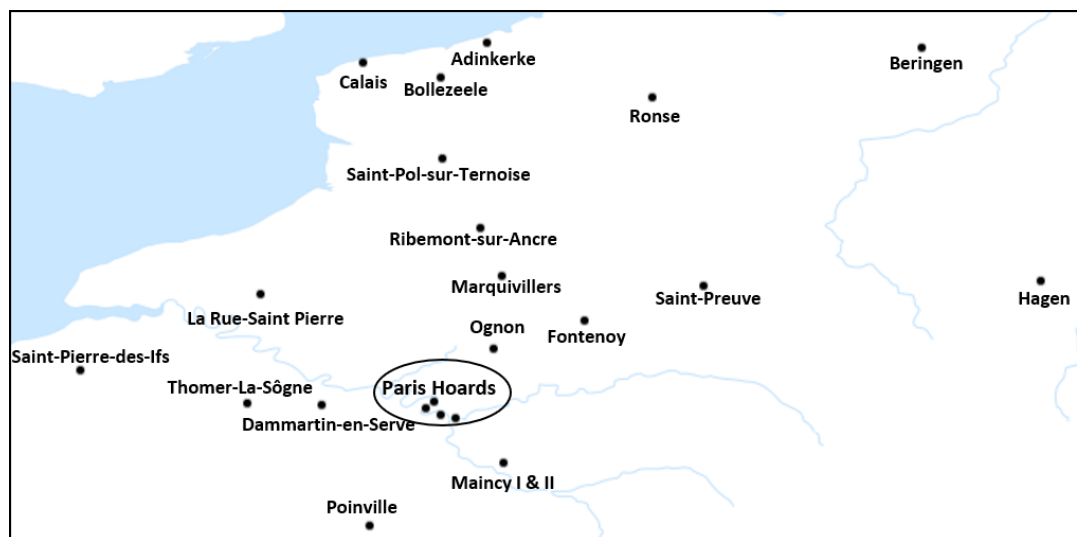 Adinkerke
Beringen
Calais
Bollezeele
Ronse
Saint-Pol-sur-Ternoise
Ribemont-sur-Ancre
Marquivillers
Saint-Preuve
Hagen
La Rue-Saint Pierre
Ognon
Fontenoy
Saint-Pierre-des-Ifs
Thomer-La-Sôgne
Paris Hoards
Dammartin-en-Serve
Maincy I & II
Poinville